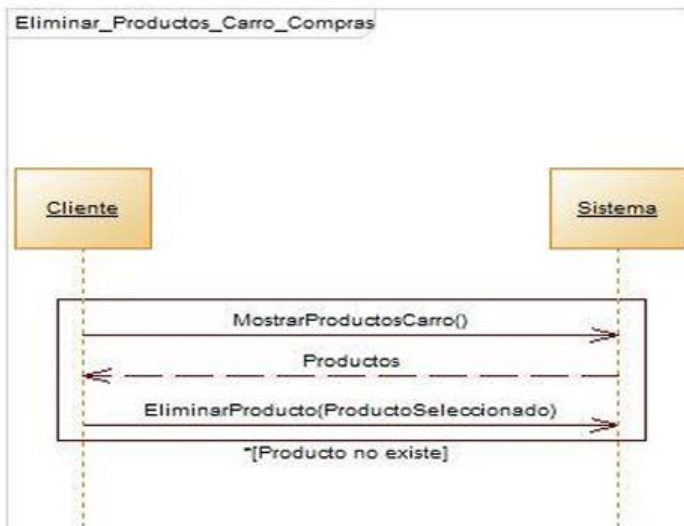 Eliminar_Productos_Carro_Compras
Cliente
Sistema
MostrarProductosCarro()
Productos
EliminarProducto(ProductoSeleccionado)
*[Producto no existe]